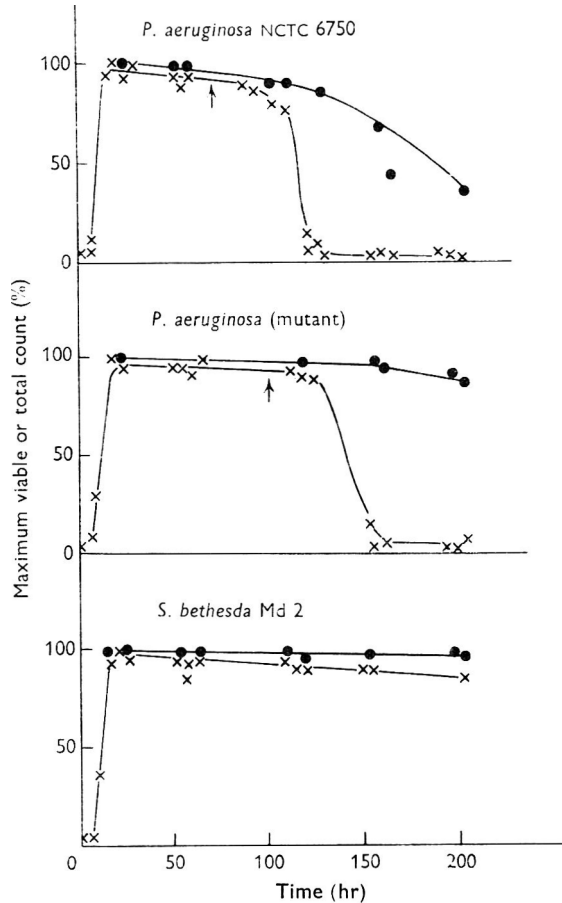 P. aeruginosa NCTC 6750
100
50
0
P. aeruginosa (mutant)
100
50
0
S. bethesda Md 2
100
50
0 50 100 150 200
Time (hr)
Maximum viable or total count (%)